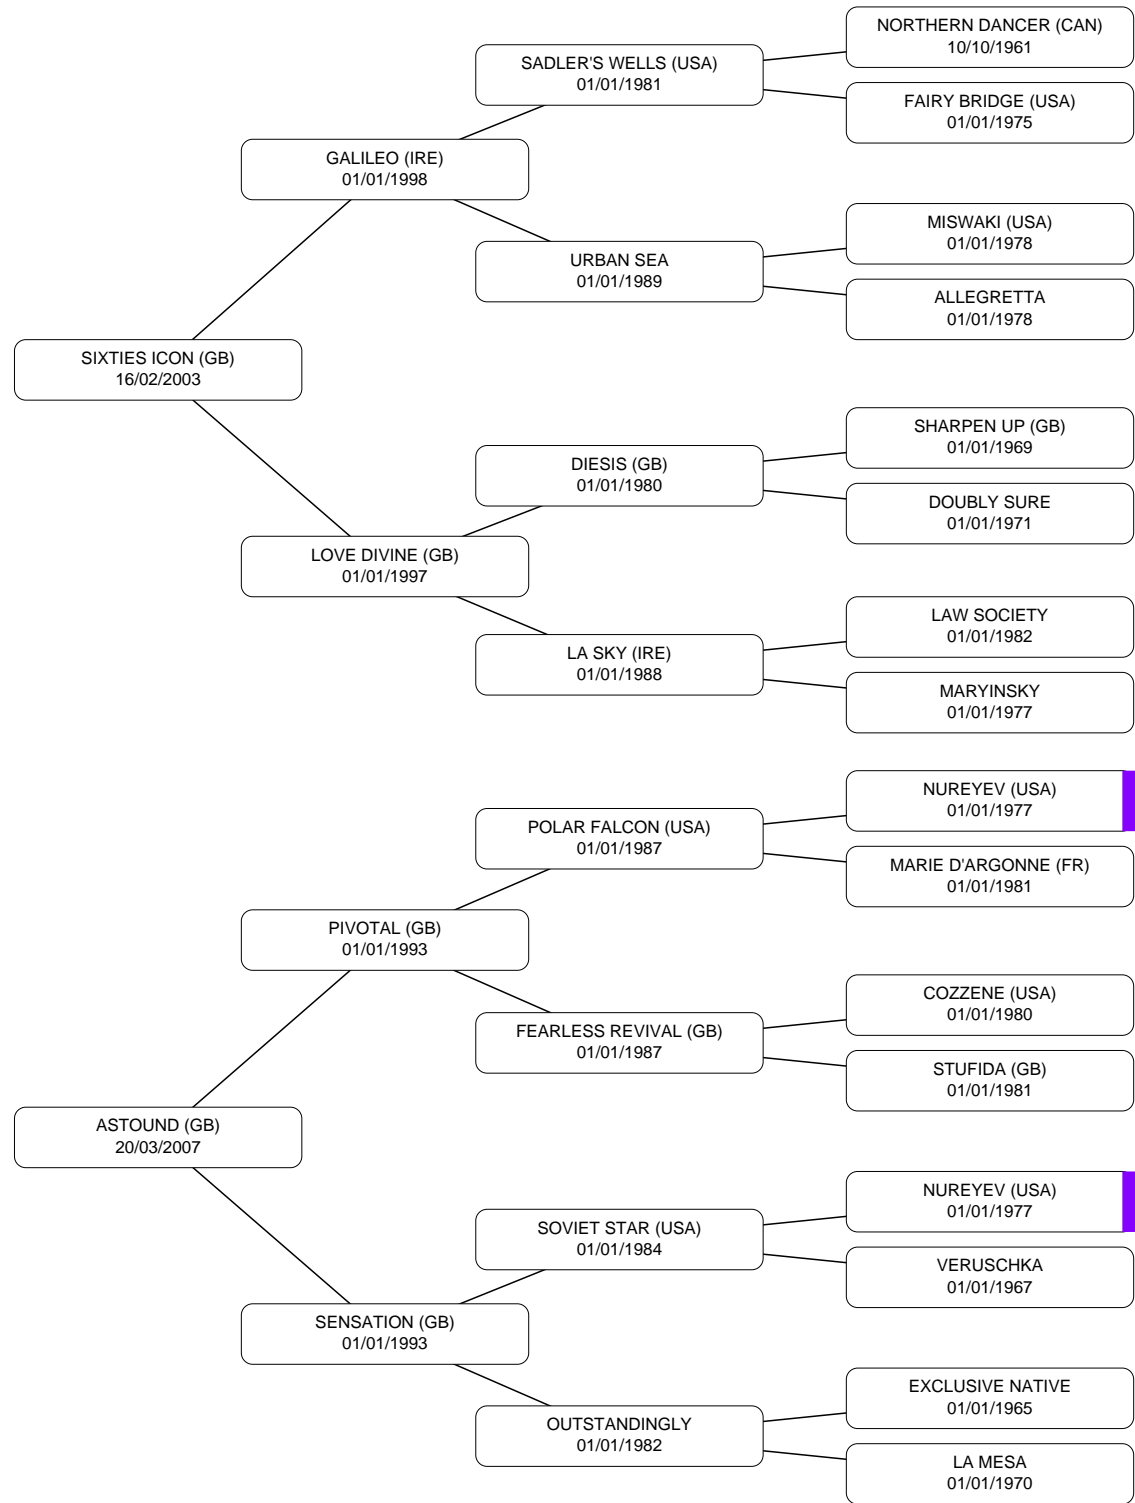 NORTHERN DANCER (CAN)
10/10/1961
SADLER'S WELLS (USA)
01/01/1981
FAIRY BRIDGE (USA)
01/01/1975
GALILEO (IRE)
01/01/1998
MISWAKI (USA)
01/01/1978
URBAN SEA
01/01/1989
ALLEGRETTA
01/01/1978
SIXTIES ICON (GB)
16/02/2003
SHARPEN UP (GB)
01/01/1969
DIESIS (GB)
01/01/1980
DOUBLY SURE
01/01/1971
LOVE DIVINE (GB)
01/01/1997
LAW SOCIETY
01/01/1982
LA SKY (IRE)
01/01/1988
MARYINSKY
01/01/1977
NUREYEV (USA)
01/01/1977
POLAR FALCON (USA)
01/01/1987
MARIE D'ARGONNE (FR)
01/01/1981
PIVOTAL (GB)
01/01/1993
COZZENE (USA)
01/01/1980
FEARLESS REVIVAL (GB)
01/01/1987
STUFIDA (GB)
01/01/1981
ASTOUND (GB)
20/03/2007
NUREYEV (USA)
01/01/1977
SOVIET STAR (USA)
01/01/1984
VERUSCHKA
01/01/1967
SENSATION (GB)
01/01/1993
EXCLUSIVE NATIVE
01/01/1965
OUTSTANDINGLY
01/01/1982
LA MESA
01/01/1970